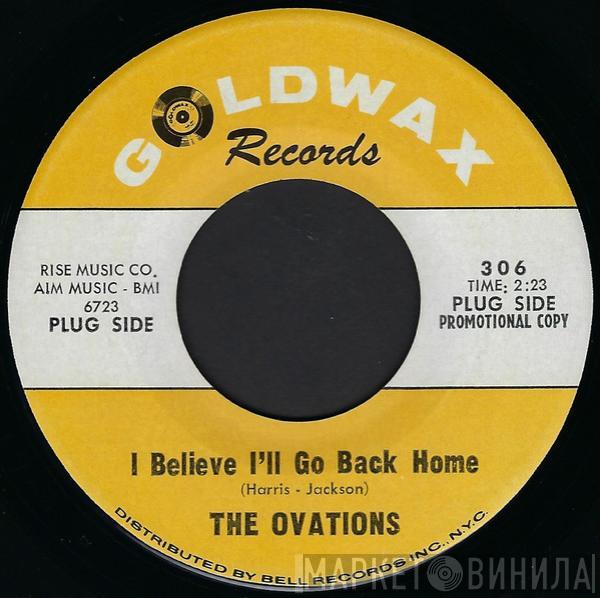 GOLDWAX
GOLDWAX
Records
RISE MUSIC CO.
AIM MUSIC - BMI
6723
PLUG SIDE
306
TIME: 2:23
PLUG SIDE
PROMOTIONAL COPY
I Believe I'll Go Back Home
(Harris - Jackson)
THE OVATIONS
DISTRIBUTED BY BELL RECORDS INC., N.Y.C.
МАРКЕТ ВИНИЛА